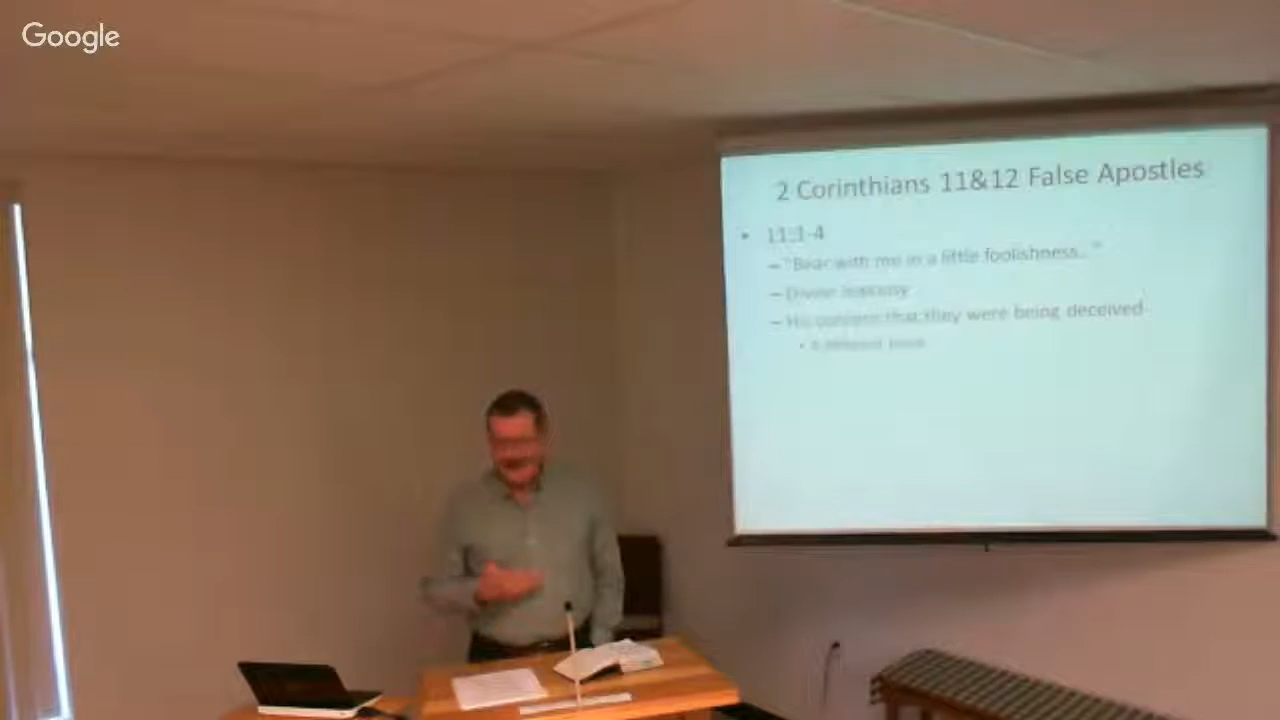 Google
2 Corinthians 11&12 False Apostles
• 11:1-4
– "Bear with me in a little foolishness.."
– Divine jealousy
– His concern that they were being deceived
• A different